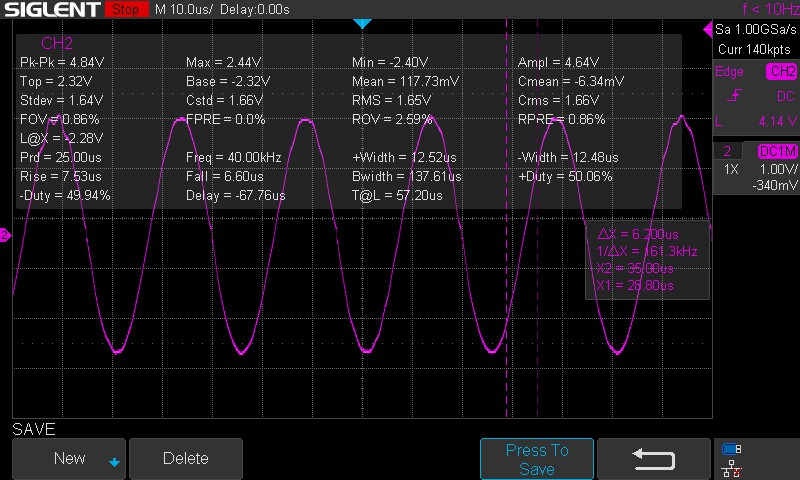 SIGLENT Stop M 10.0us/ Delay:0.00s f < 10Hz
Sa 1.00GSa/s
Curr 140kpts
Edge CH2
DC
L 4.14 V
2 DC1M
1X 1.00V/
-340mV
CH2
Pk-Pk = 4.84V Max = 2.44V Min = -2.40V Ampl = 4.64V
Top = 2.32V Base = -2.32V Mean = 117.73mV Cmean = -6.34mV
Stdev = 1.64V Cstd = 1.66V RMS = 1.65V Crms = 1.66V
FOV = 0.86% FPRE = 0.0% ROV = 2.59% RPRE = 0.86%
L@X = -2.28V
Prd = 25.00us Freq = 40.00kHz +Width = 12.52us -Width = 12.48us
Rise = 7.53us Fall = 6.60us Bwidth = 137.61us +Duty = 50.06%
-Duty = 49.94% Delay = -67.76us T@L = 57.20us
2
△X = 6.200us
1/△X = 161.3kHz
X2 = 35.00us
X1 = 28.80us
SAVE
New Delete Press To
Save